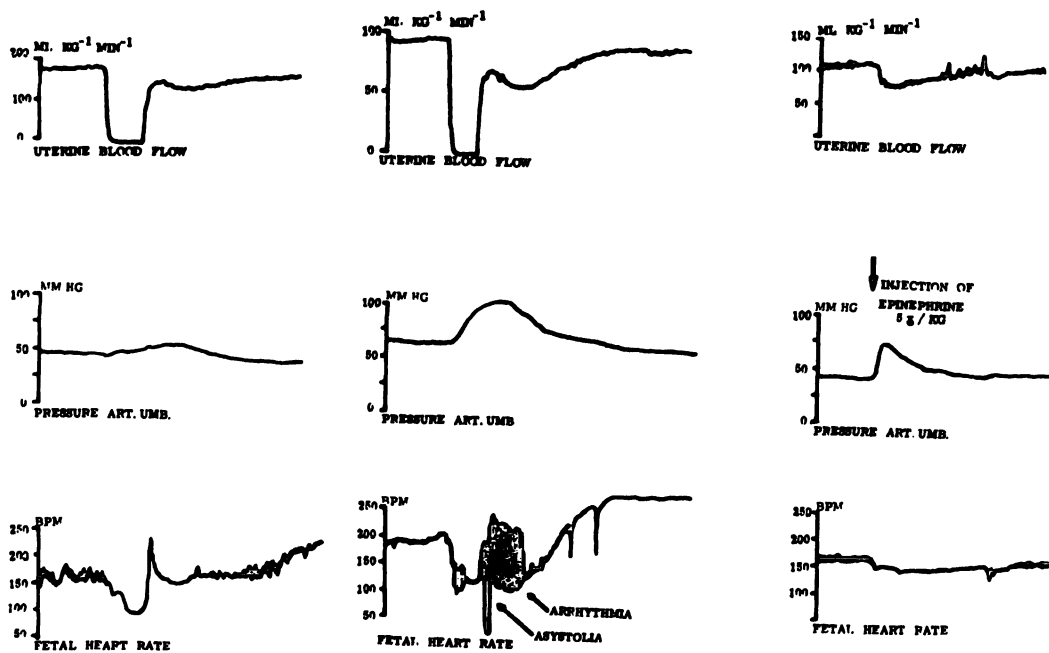 ML KG-1 MIN-1
200
100
0
UTERINE BLOOD FLOW
ML KG-1 MIN-1
100
50
0
UTERINE BLOOD FLOW
ML KG-1 MIN-1
150
100
50
0
UTERINE BLOOD FLOW
MM HG
100
50
0
PRESSURE ART. UMB.
MM HG
100
50
0
PRESSURE ART. UMB
INJECTION OF
EPINEPHRINE
5 γ / KG
MM HG
100
50
0
PRESSURE ART. UMB.
BPM
250
200
150
100
50
FETAL HEART RATE
BPM
250
200
150
100
50
ARRHYTHMIA
ASYSTOLIA
FETAL HEART RATE
BPM
250
200
150
100
FETAL HEART RATE